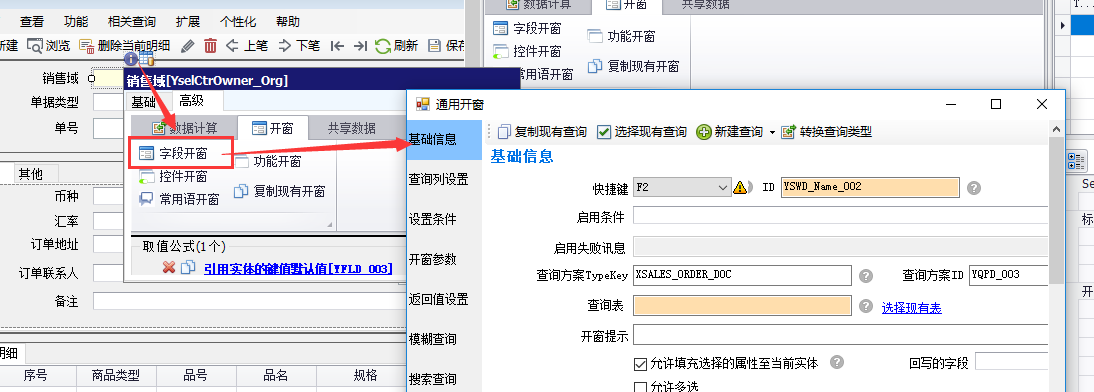 查看 功能 相关查询 扩展 个性化 帮助
新建 浏览 删除当前明细 上笔 下笔 刷新 保存
销售域
单据类型
单号
其他
币种
汇率
订单地址
订单联系人
备注
明细
序号 商品类型 品号 品名 规格
销售域[YselCtrOwner_Org]
基础 高级
数据计算 开窗 共享数据
字段开窗 功能开窗
控件开窗
常用语开窗 复制现有开窗
取值公式(1个)
引用实体的键值默认值[YFLD_003]
数据计算 开窗 共享数据
字段开窗 功能开窗
控件开窗
常用语开窗 复制现有开窗
T...
Se
标
开
通用开窗
基础信息
查询列设置
设置条件
开窗参数
返回值设置
模糊查询
搜索查询
复制现有查询 选择现有查询 新建查询 转换查询类型
基础信息
快捷键 F2 ID YSWD_Name_002
启用条件
启用失败讯息
查询方案TypeKey XSALES_ORDER_DOC 查询方案ID YQPD_003
查询表 选择现有表
开窗提示
允许填充选择的属性至当前实体 回写的字段
允许多选